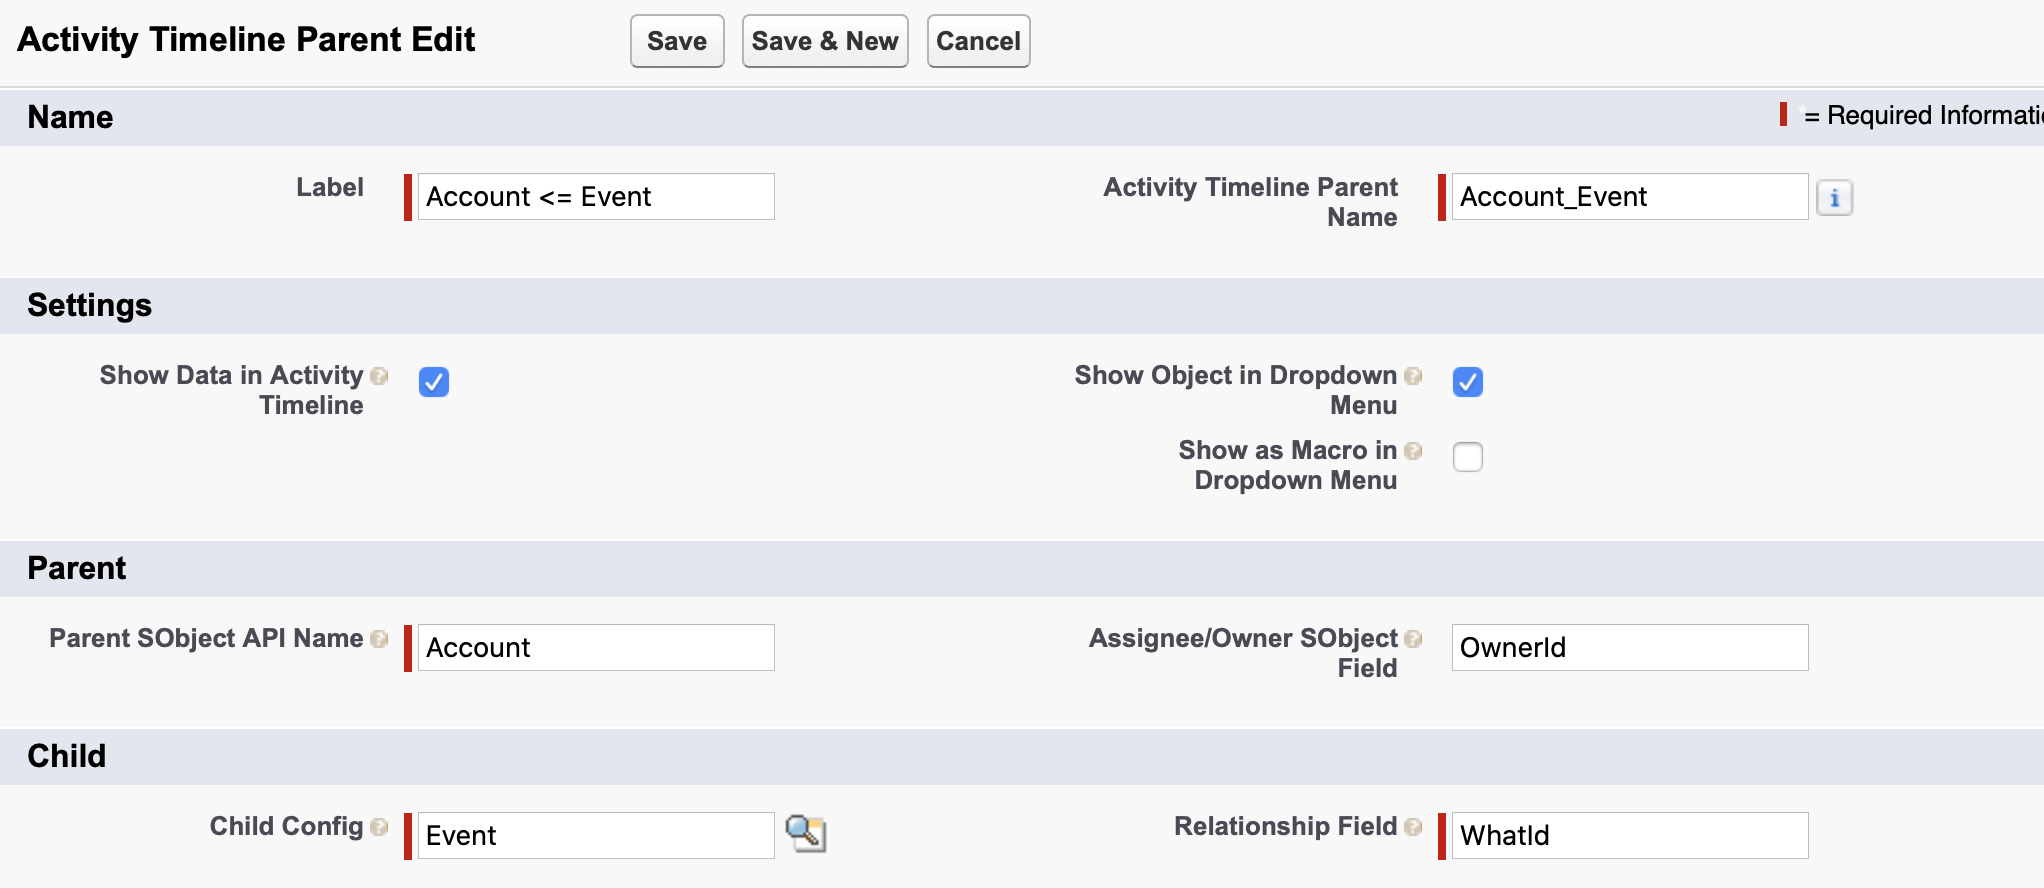 Activity Timeline Parent Edit Save Save & New Cancel
Name * = Required Informati
Label Account <= Event Activity Timeline Parent Name Account_Event i
Settings
Show Data in Activity Timeline ? Show Object in Dropdown Menu ?
Show as Macro in Dropdown Menu ?
Parent
Parent SObject API Name ? Account Assignee/Owner SObject Field ? OwnerId
Child
Child Config ? Event Relationship Field ? WhatId